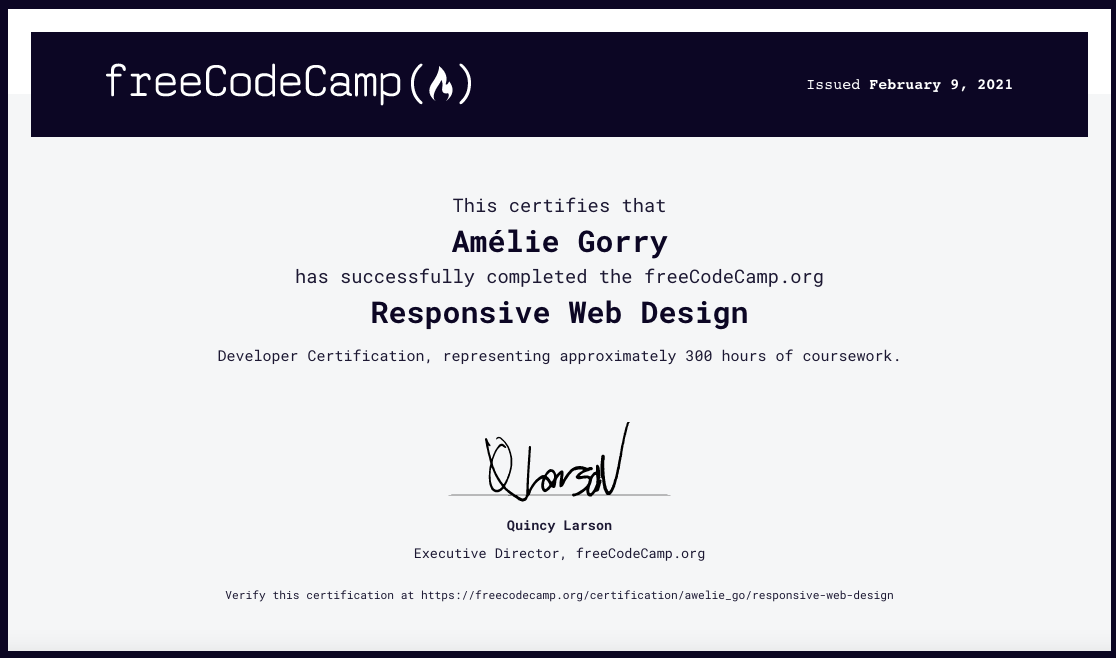 freeCodeCamp
Issued February 9, 2021
This certifies that
Amélie Gorry
has successfully completed the freeCodeCamp.org
Responsive Web Design
Developer Certification, representing approximately 300 hours of coursework.
QLarson
Quincy Larson
Executive Director, freeCodeCamp.org
Verify this certification at https://freecodecamp.org/certification/awelie_go/responsive-web-design